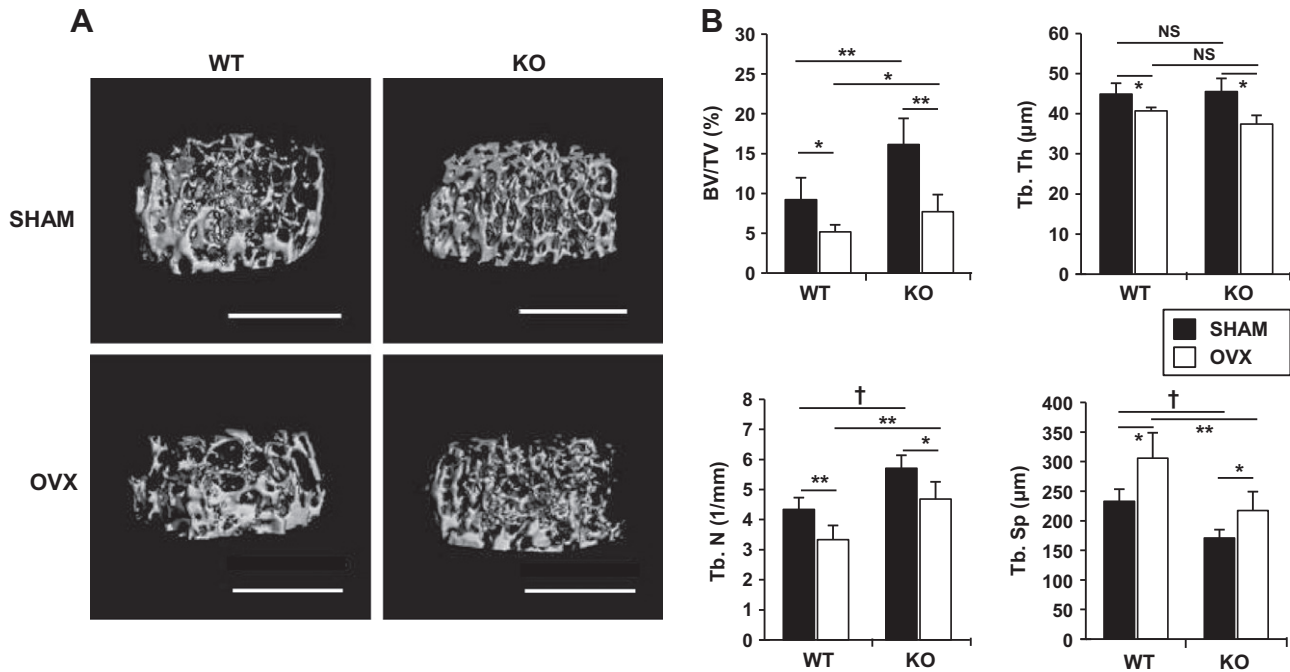 A
WT
KO
SHAM
OVX
B
BV/TV (%)
30
25
20
15
10
5
0
**
*
**
*
WT
KO
Tb. Th (µm)
60
50
40
30
20
10
0
NS
NS
*
*
WT
KO
SHAM
OVX
Tb. N (1/mm)
8
7
6
5
4
3
2
1
0
†
**
*
**
WT
KO
Tb. Sp (µm)
400
350
300
250
200
150
100
50
0
†
*
**
*
WT
KO